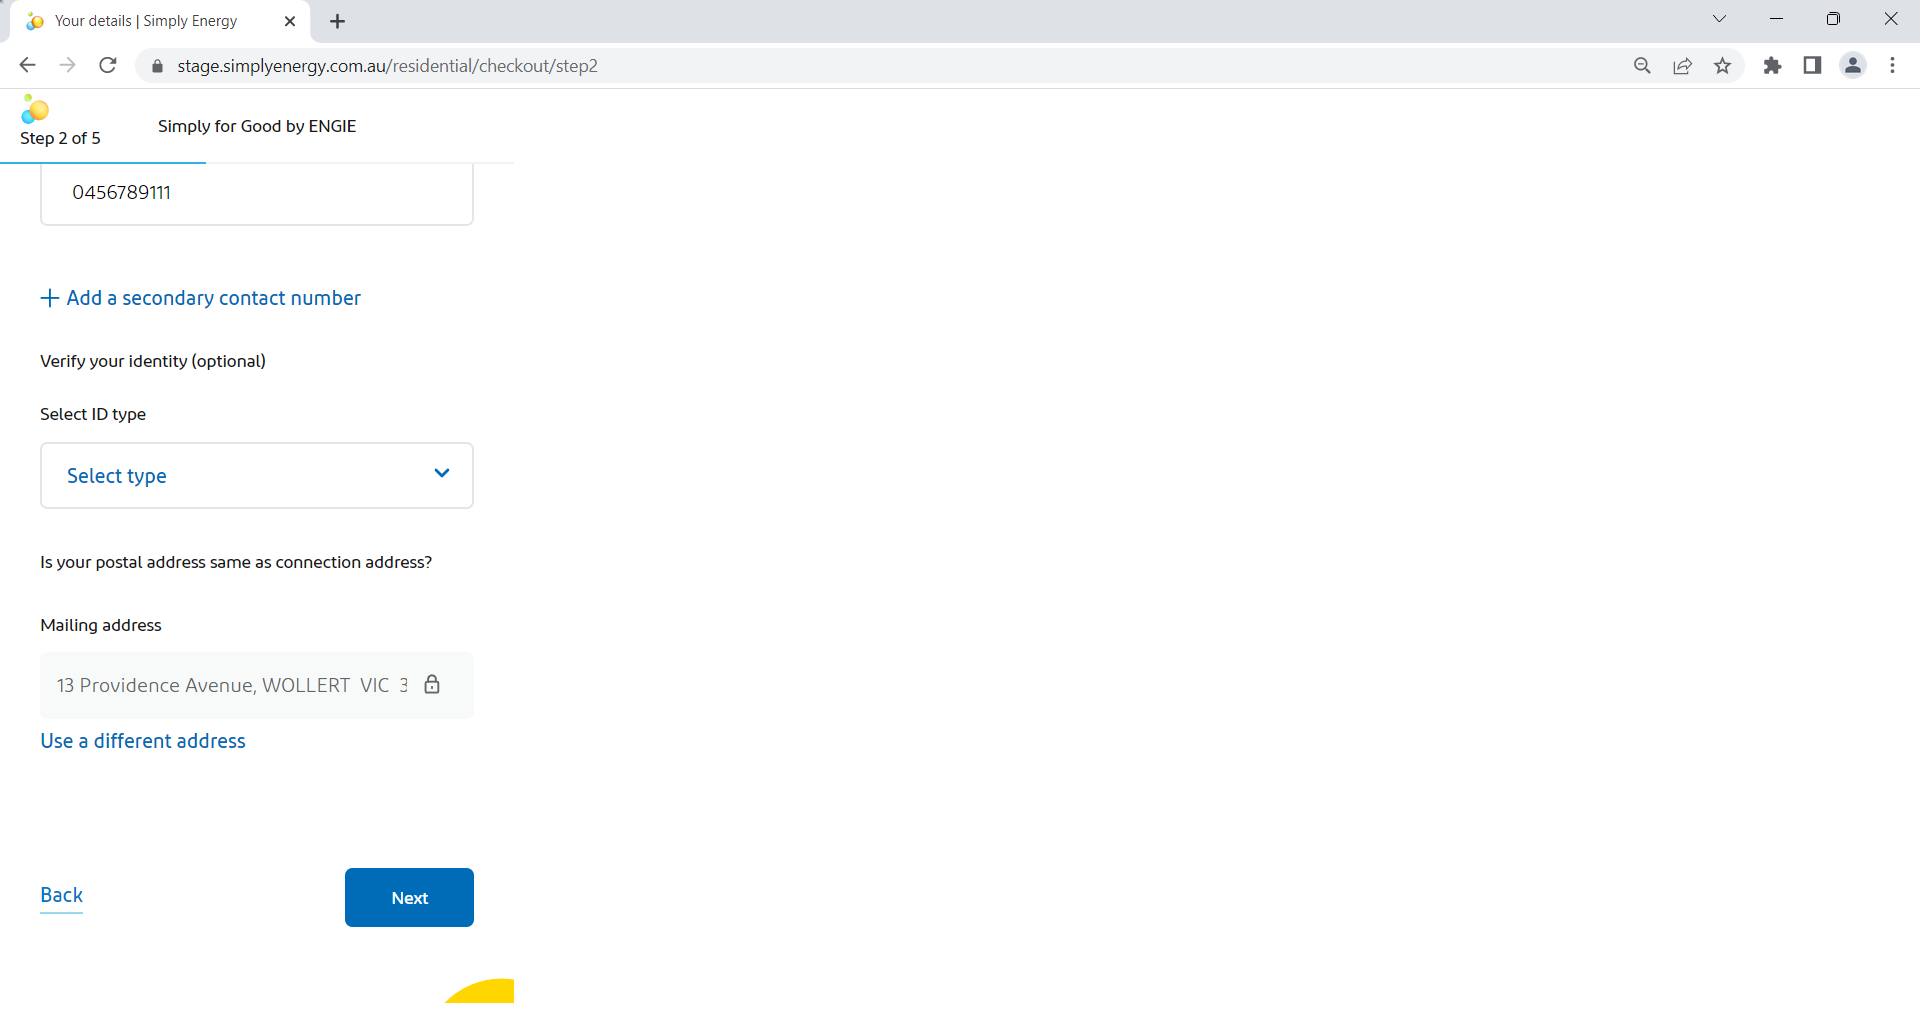 Your details | Simply Energy
stage.simplyenergy.com.au/residential/checkout/step2
Step 2 of 5
Simply for Good by ENGIE
0456789111
+ Add a secondary contact number
Verify your identity (optional)
Select ID type
Select type
Is your postal address same as connection address?
Mailing address
13 Providence Avenue, WOLLERT VIC 3
Use a different address
Back
Next